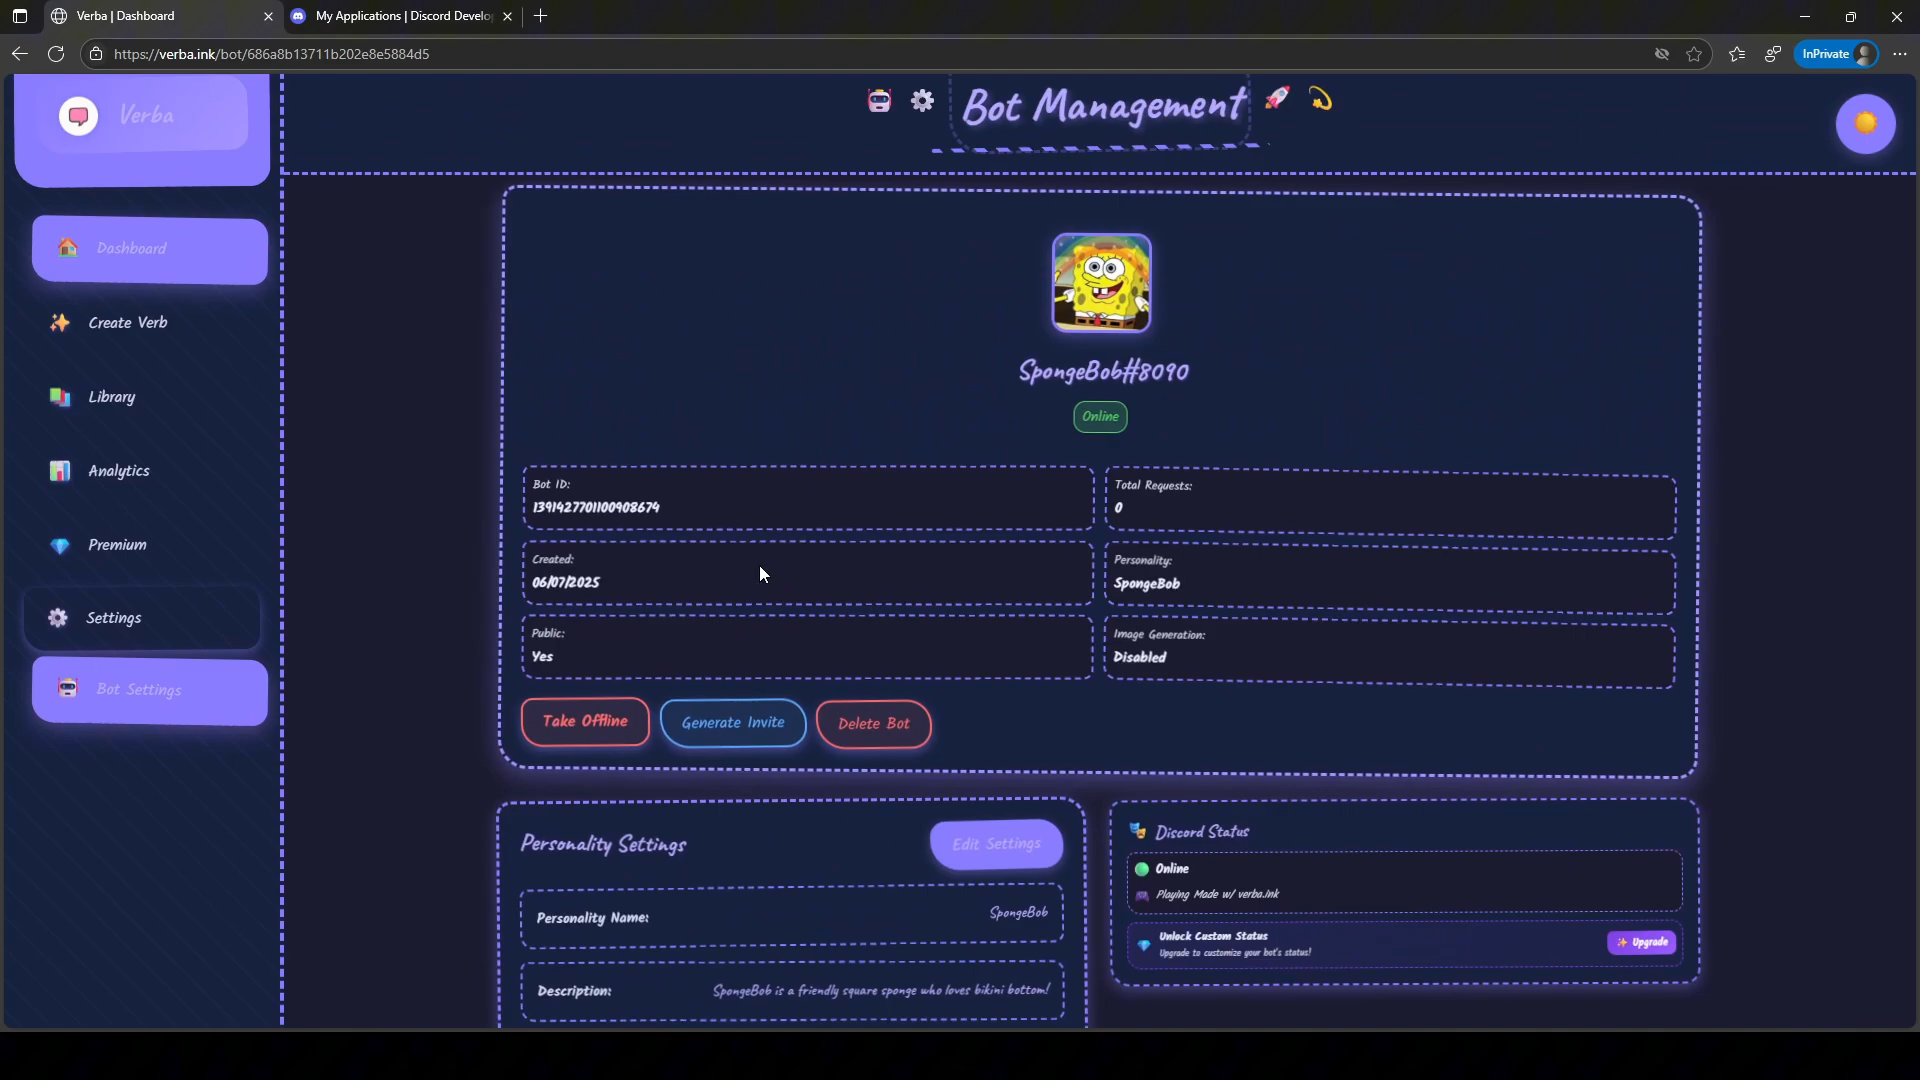 Verba | Dashboard
My Applications | Discord Develo
https://verba.ink/bot/686a8b13711b202e8e5884d5
InPrivate
Verba
Bot Management
Dashboard
Create Verb
Library
Analytics
Premium
Settings
Bot Settings
SpongeBob#8090
Online
Bot ID:
1391427701100908674
Total Requests:
0
Created:
06/07/2025
Personality:
SpongeBob
Public:
Yes
Image Generation:
Disabled
Take Offline
Generate Invite
Delete Bot
Personality Settings
Edit Settings
Personality Name:
SpongeBob
Description:
SpongeBob is a friendly square sponge who loves bikini bottom!
Discord Status
Online
Playing Made w/ verba.ink
Unlock Custom Status
Upgrade to customize your bot's status!
Upgrade